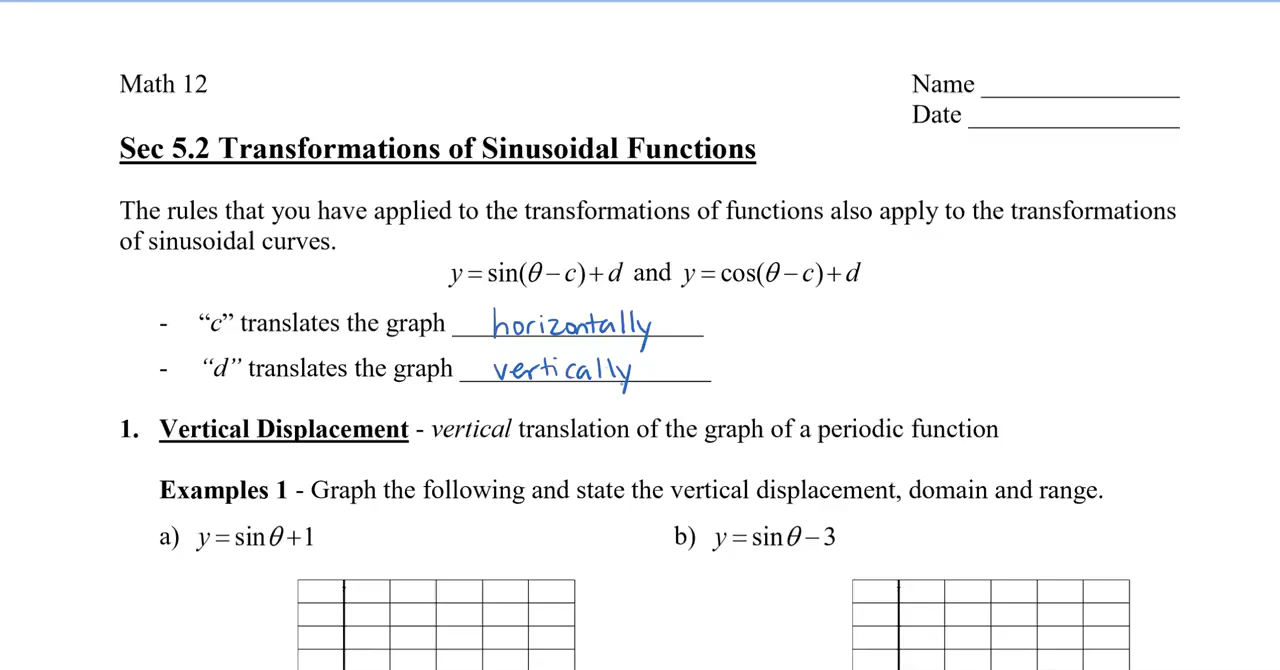 Math 12
Name
Date
Sec 5.2 Transformations of Sinusoidal Functions
The rules that you have applied to the transformations of functions also apply to the transformations
of sinusoidal curves.
y = sin(θ − c) + d and y = cos(θ − c) + d
- “c” translates the graph horizontally
- “d” translates the graph vertically
1. Vertical Displacement - vertical translation of the graph of a periodic function
Examples 1 - Graph the following and state the vertical displacement, domain and range.
a) y = sin θ + 1
b) y = sin θ − 3